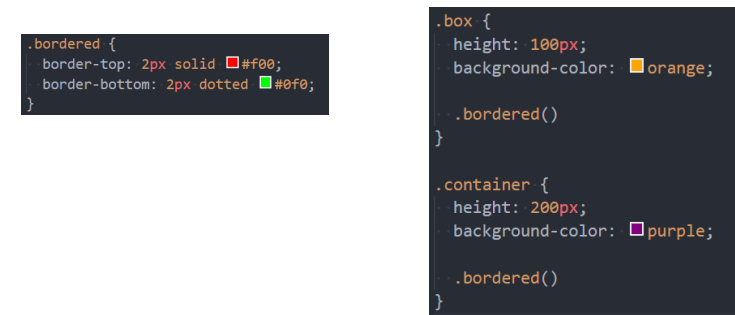 .bordered {
  border-top: 2px solid #f00;
  border-bottom: 2px dotted #0f0;
}
.box {
  height: 100px;
  background-color: orange;

  .bordered()
}

.container {
  height: 200px;
  background-color: purple;

  .bordered()
}